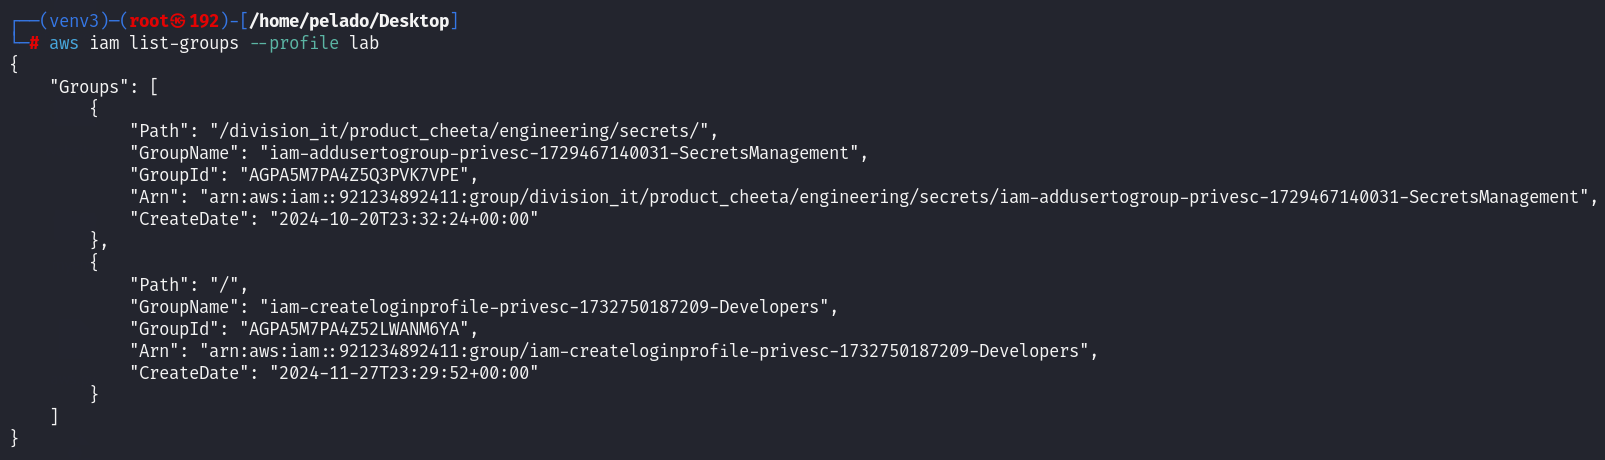 ┌──(venv3)─(root㉿192)-[/home/pelado/Desktop]
└─# aws iam list-groups --profile lab
{
    "Groups": [
        {
            "Path": "/division_it/product_cheeta/engineering/secrets/",
            "GroupName": "iam-addusertogroup-privesc-1729467140031-SecretsManagement",
            "GroupId": "AGPA5M7PA4Z5Q3PVK7VPE",
            "Arn": "arn:aws:iam::921234892411:group/division_it/product_cheeta/engineering/secrets/iam-addusertogroup-privesc-1729467140031-SecretsManagement",
            "CreateDate": "2024-10-20T23:32:24+00:00"
        },
        {
            "Path": "/",
            "GroupName": "iam-createloginprofile-privesc-1732750187209-Developers",
            "GroupId": "AGPA5M7PA4Z52LWANM6YA",
            "Arn": "arn:aws:iam::921234892411:group/iam-createloginprofile-privesc-1732750187209-Developers",
            "CreateDate": "2024-11-27T23:29:52+00:00"
        }
    ]
}